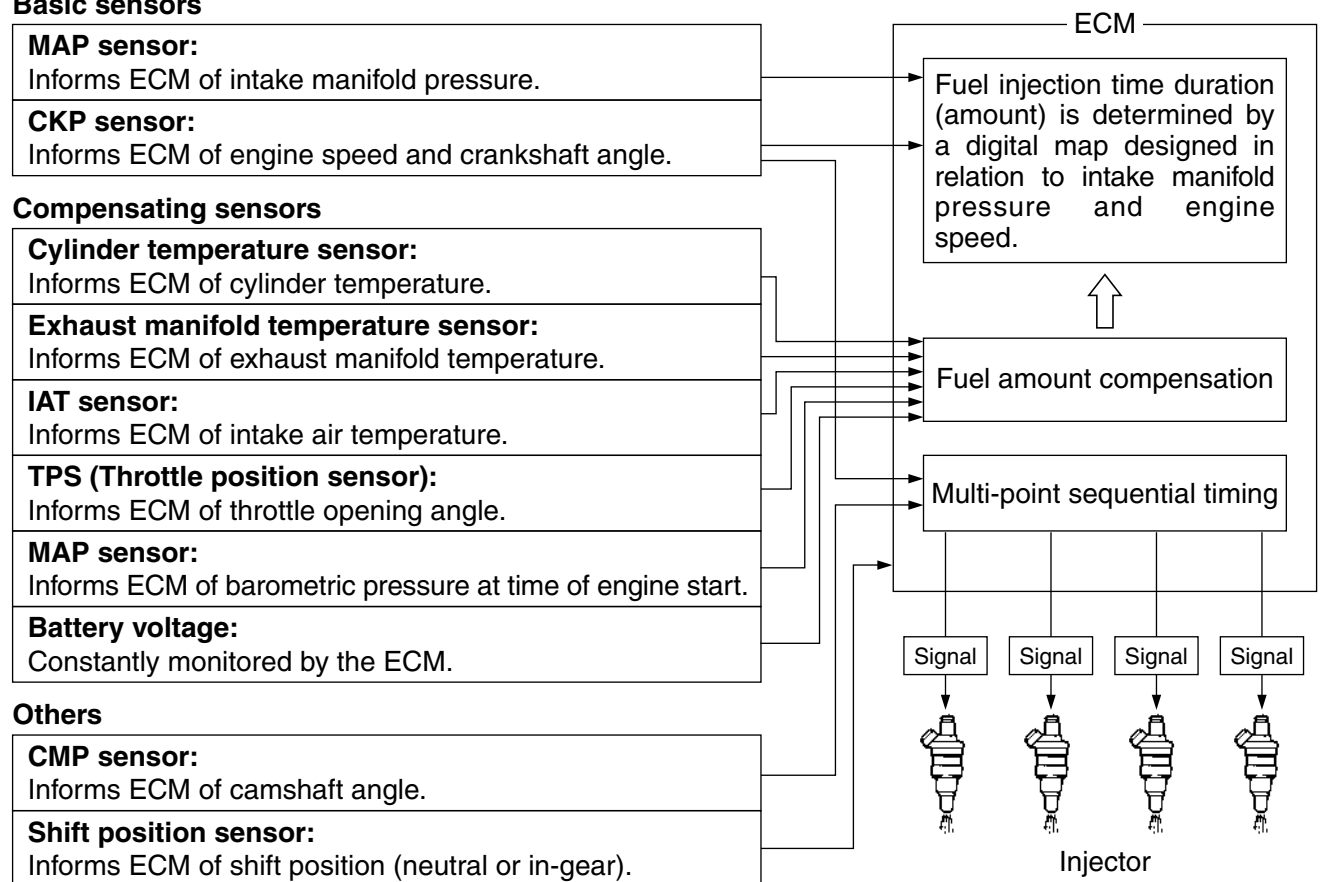 Basic sensors
MAP sensor:
Informs ECM of intake manifold pressure.
CKP sensor:
Informs ECM of engine speed and crankshaft angle.
Compensating sensors
Cylinder temperature sensor:
Informs ECM of cylinder temperature.
Exhaust manifold temperature sensor:
Informs ECM of exhaust manifold temperature.
IAT sensor:
Informs ECM of intake air temperature.
TPS (Throttle position sensor):
Informs ECM of throttle opening angle.
MAP sensor:
Informs ECM of barometric pressure at time of engine start.
Battery voltage:
Constantly monitored by the ECM.
Others
CMP sensor:
Informs ECM of camshaft angle.
Shift position sensor:
Informs ECM of shift position (neutral or in-gear).
ECM
Fuel injection time duration
(amount) is determined by
a digital map designed in
relation to intake manifold
pressure and engine
speed.
Fuel amount compensation
Multi-point sequential timing
Signal
Signal
Signal
Signal
Injector